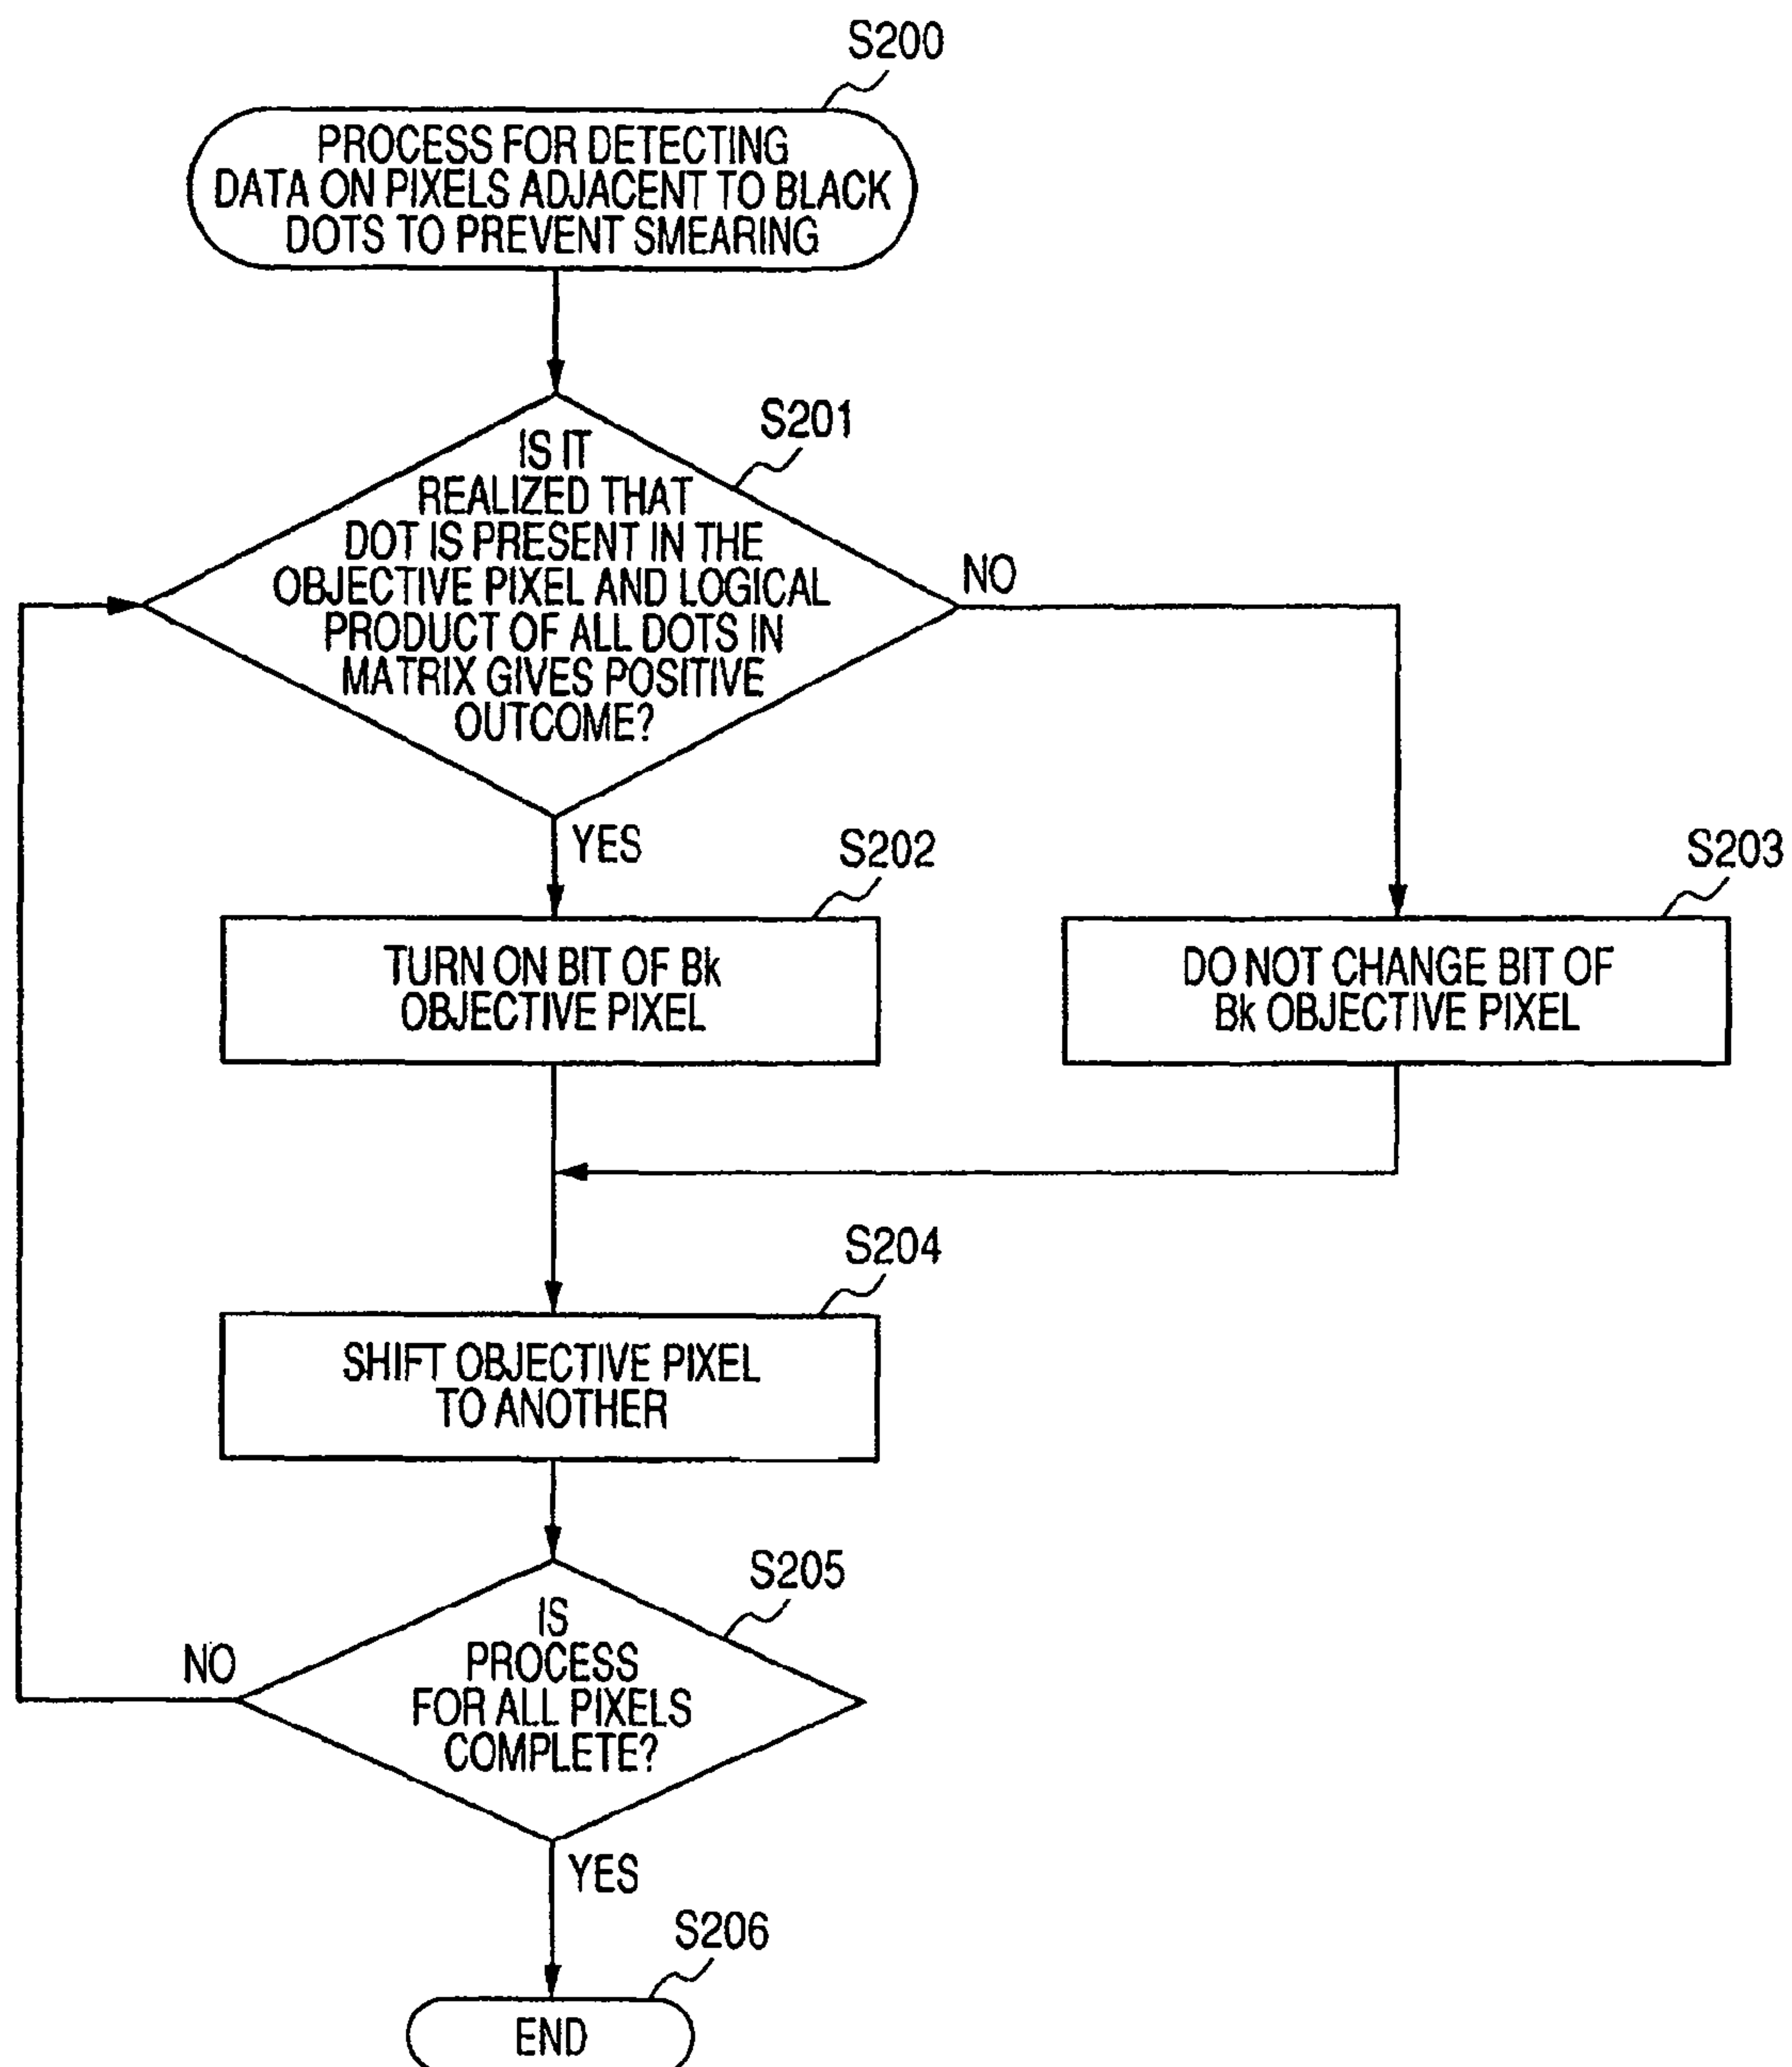 S200
PROCESS FOR DETECTING
DATA ON PIXELS ADJACENT TO BLACK
DOTS TO PREVENT SMEARING
S201
IS IT
REALIZED THAT
DOT IS PRESENT IN THE
OBJECTIVE PIXEL AND LOGICAL
PRODUCT OF ALL DOTS IN
MATRIX GIVES POSITIVE
OUTCOME?
NO
YES
S202
TURN ON BIT OF Bk
OBJECTIVE PIXEL
S203
DO NOT CHANGE BIT OF
Bk OBJECTIVE PIXEL
S204
SHIFT OBJECTIVE PIXEL
TO ANOTHER
S205
IS
PROCESS
FOR ALL PIXELS
COMPLETE?
NO
YES
S206
END